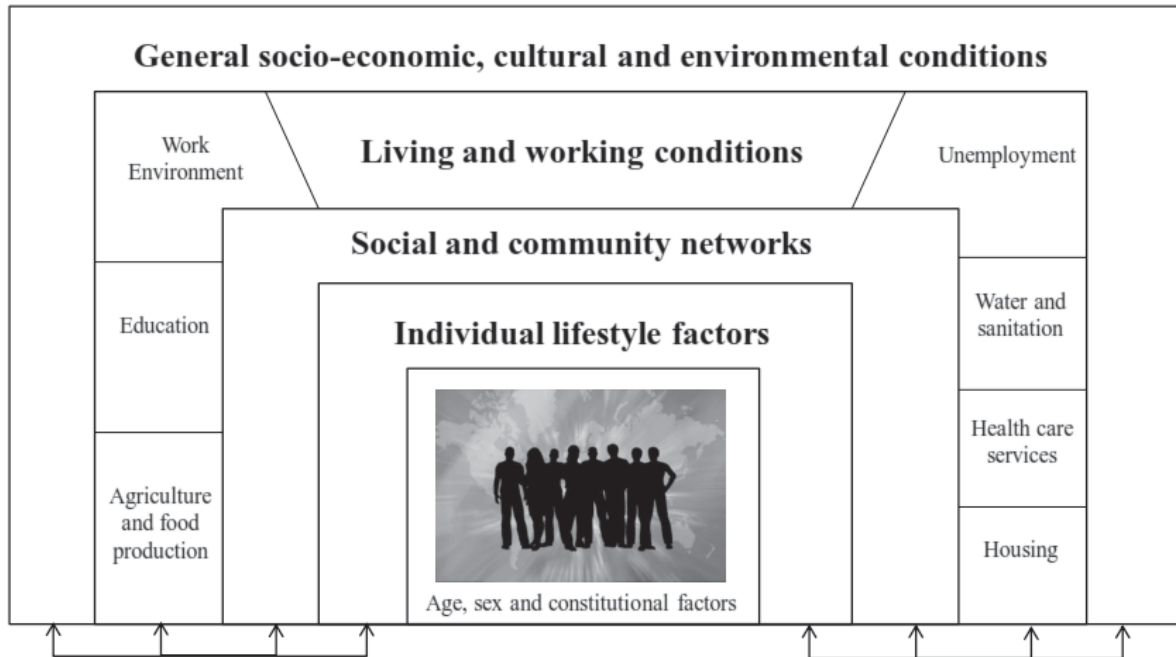 General socio-economic, cultural and environmental conditions
Living and working conditions
Work
Environment
Unemployment
Social and community networks
Education
Water and
sanitation
Individual lifestyle factors
Health care
services
Agriculture
and food
production
Housing
Age, sex and constitutional factors